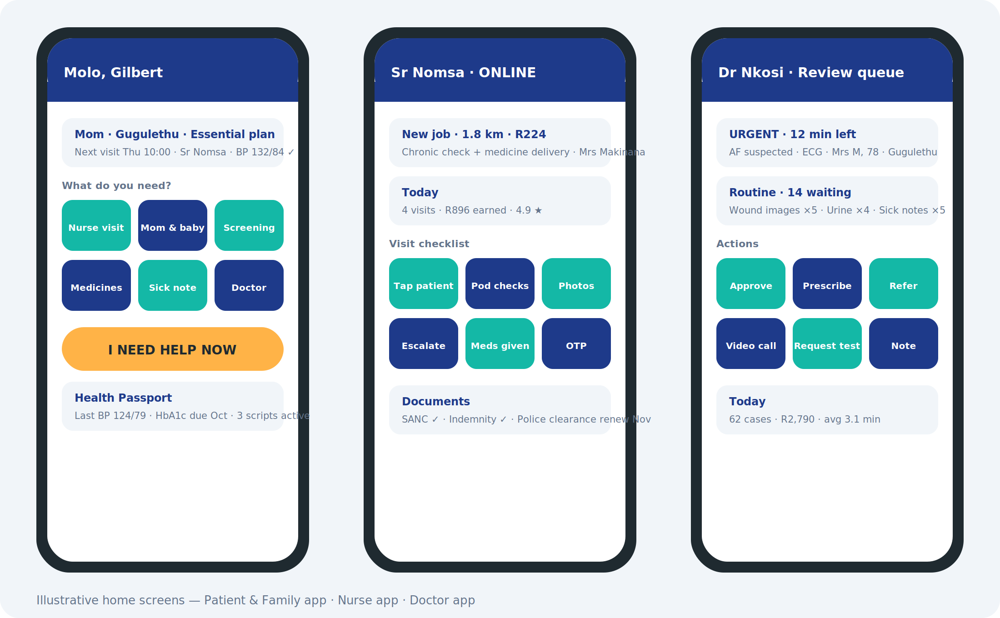 Molo, Gilbert
Mom · Gugulethu · Essential plan
Next visit Thu 10:00 · Sr Nomsa · BP 132/84 ✓
What do you need?
Nurse visit
Mom & baby
Screening
Medicines
Sick note
Doctor
I NEED HELP NOW
Health Passport
Last BP 124/79 · HbA1c due Oct · 3 scripts active
Sr Nomsa · ONLINE
New job · 1.8 km · R224
Chronic check + medicine delivery · Mrs Makinana
Today
4 visits · R896 earned · 4.9 ★
Visit checklist
Tap patient
Pod checks
Photos
Escalate
Meds given
OTP
Documents
SANC ✓ · Indemnity ✓ · Police clearance renew Nov
Dr Nkosi · Review queue
URGENT · 12 min left
AF suspected · ECG · Mrs M, 78 · Gugulethu
Routine · 14 waiting
Wound images ×5 · Urine ×4 · Sick notes ×5
Actions
Approve
Prescribe
Refer
Video call
Request test
Note
Today
62 cases · R2,790 · avg 3.1 min
Illustrative home screens — Patient & Family app · Nurse app · Doctor app